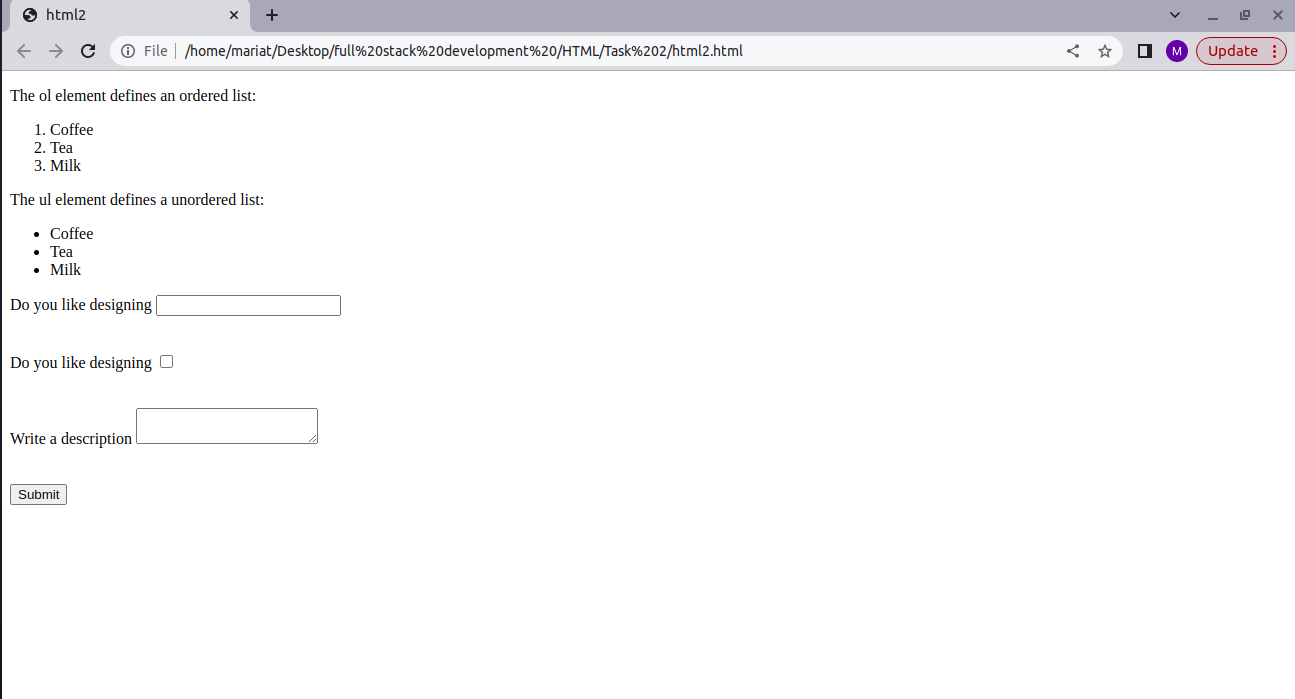 html2
File /home/mariat/Desktop/full%20stack%20development%20/HTML/Task%202/html2.html M Update
The ol element defines an ordered list:
1. Coffee
2. Tea
3. Milk
The ul element defines a unordered list:
• Coffee
• Tea
• Milk
Do you like designing
Do you like designing
Write a description
Submit